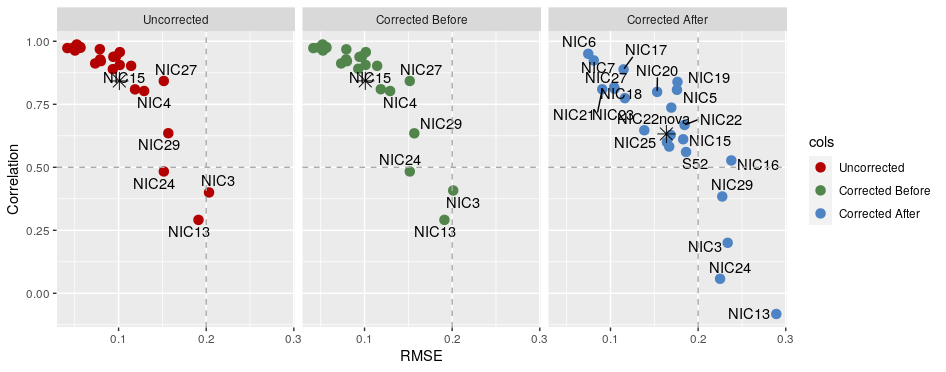 Uncorrected
Corrected Before
Corrected After
1.00
0.75
0.50
0.25
0.00
Correlation
NIC15
NIC27
NIC4
NIC29
NIC24
NIC3
NIC13
NIC15
NIC27
NIC4
NIC29
NIC24
NIC3
NIC13
NIC6
NIC17
NIC7
NIC20
NIC27
NIC19
NIC18
NIC5
NIC21
NIC23
NIC22nova
NIC22
NIC25
NIC15
S52
NIC16
NIC29
NIC3
NIC24
NIC13
0.1
0.2
0.3
0.1
0.2
0.3
0.1
0.2
0.3
RMSE
cols
Uncorrected
Corrected Before
Corrected After